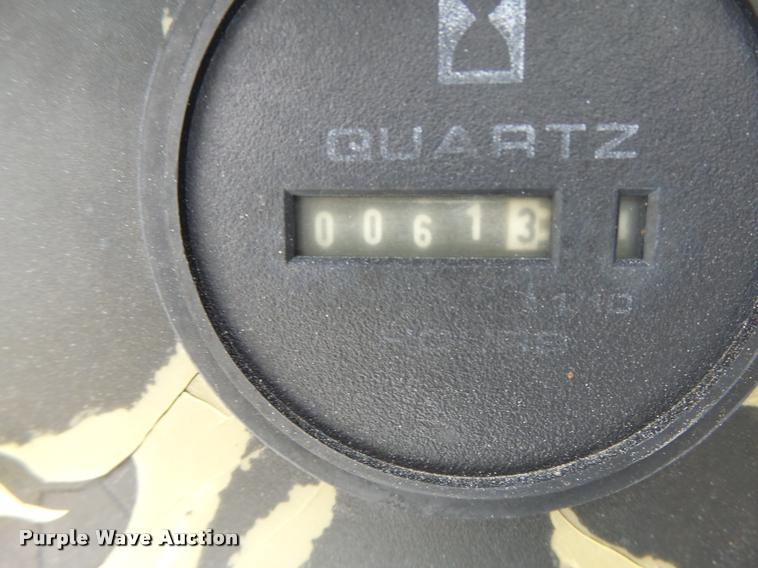 QUARTZ
00613
1/10
HOURS
Purple Wave Auction